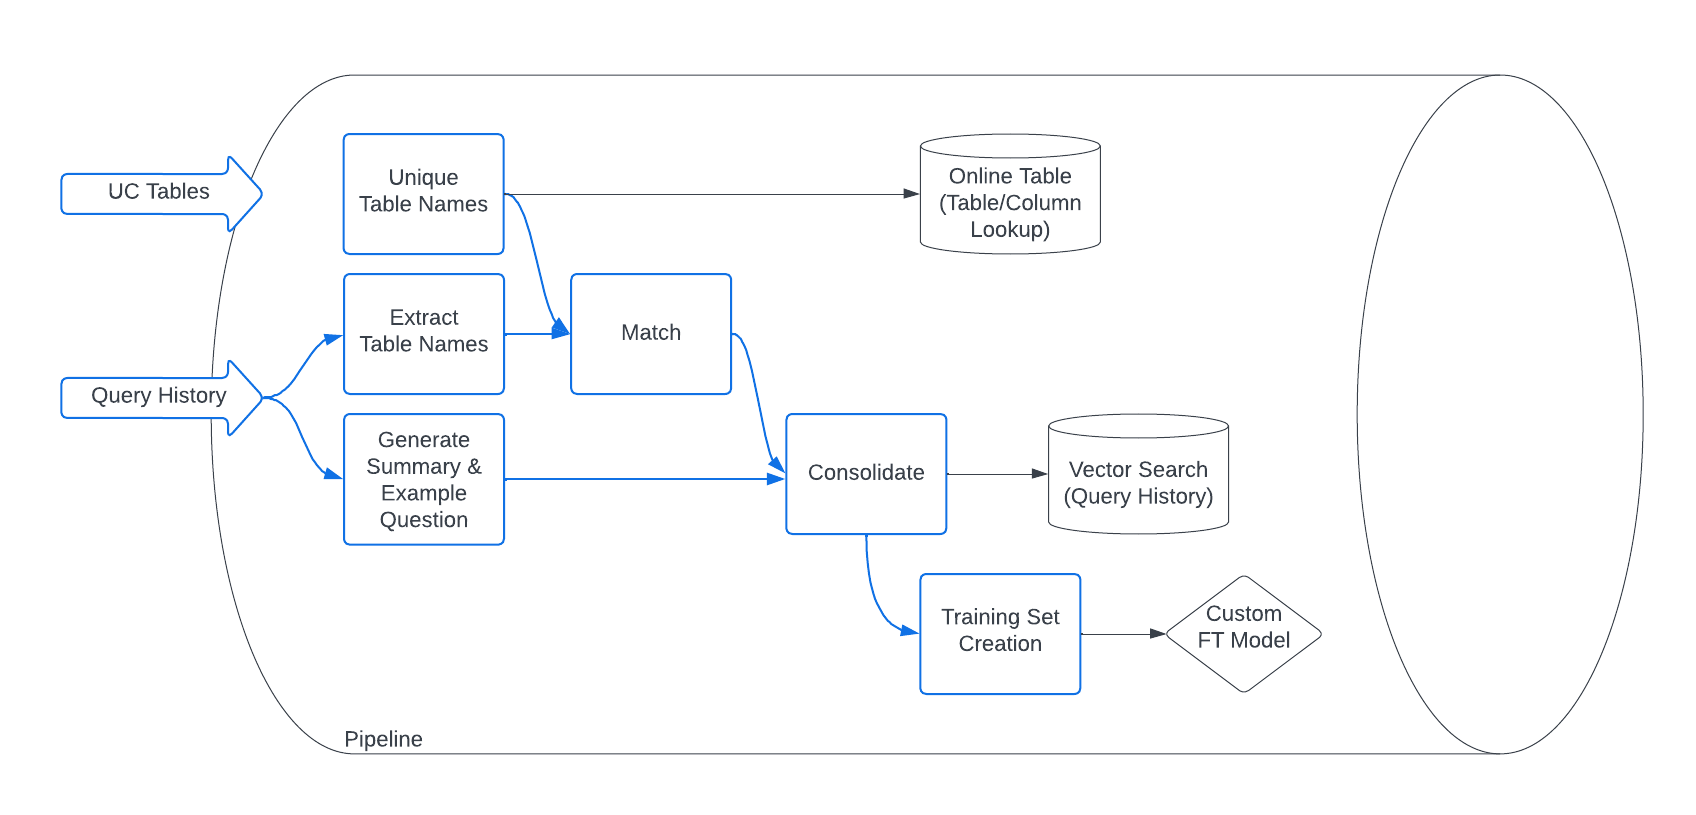 UC Tables
Unique
Table Names
Online Table
(Table/Column
Lookup)
Extract
Table Names
Match
Query History
Generate
Summary &
Example
Question
Consolidate
Vector Search
(Query History)
Training Set
Creation
Custom
FT Model
Pipeline